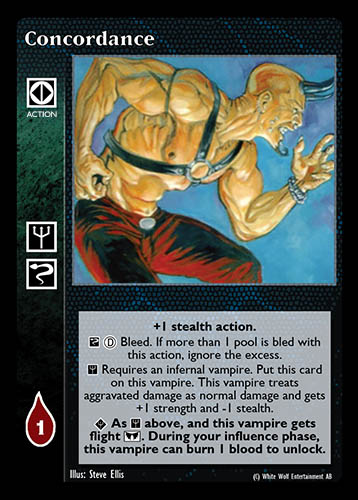 Concordance
ACTION
+1 stealth action.
D Bleed. If more than 1 pool is bled with
this action, ignore the excess.
Requires an infernal vampire. Put this card
on this vampire. This vampire treats
aggravated damage as normal damage and gets
+1 strength and -1 stealth.
As above, and this vampire gets
flight. During your influence phase,
this vampire can burn 1 blood to unlock.
1
Illus: Steve Ellis
(C) White Wolf Entertainment AB